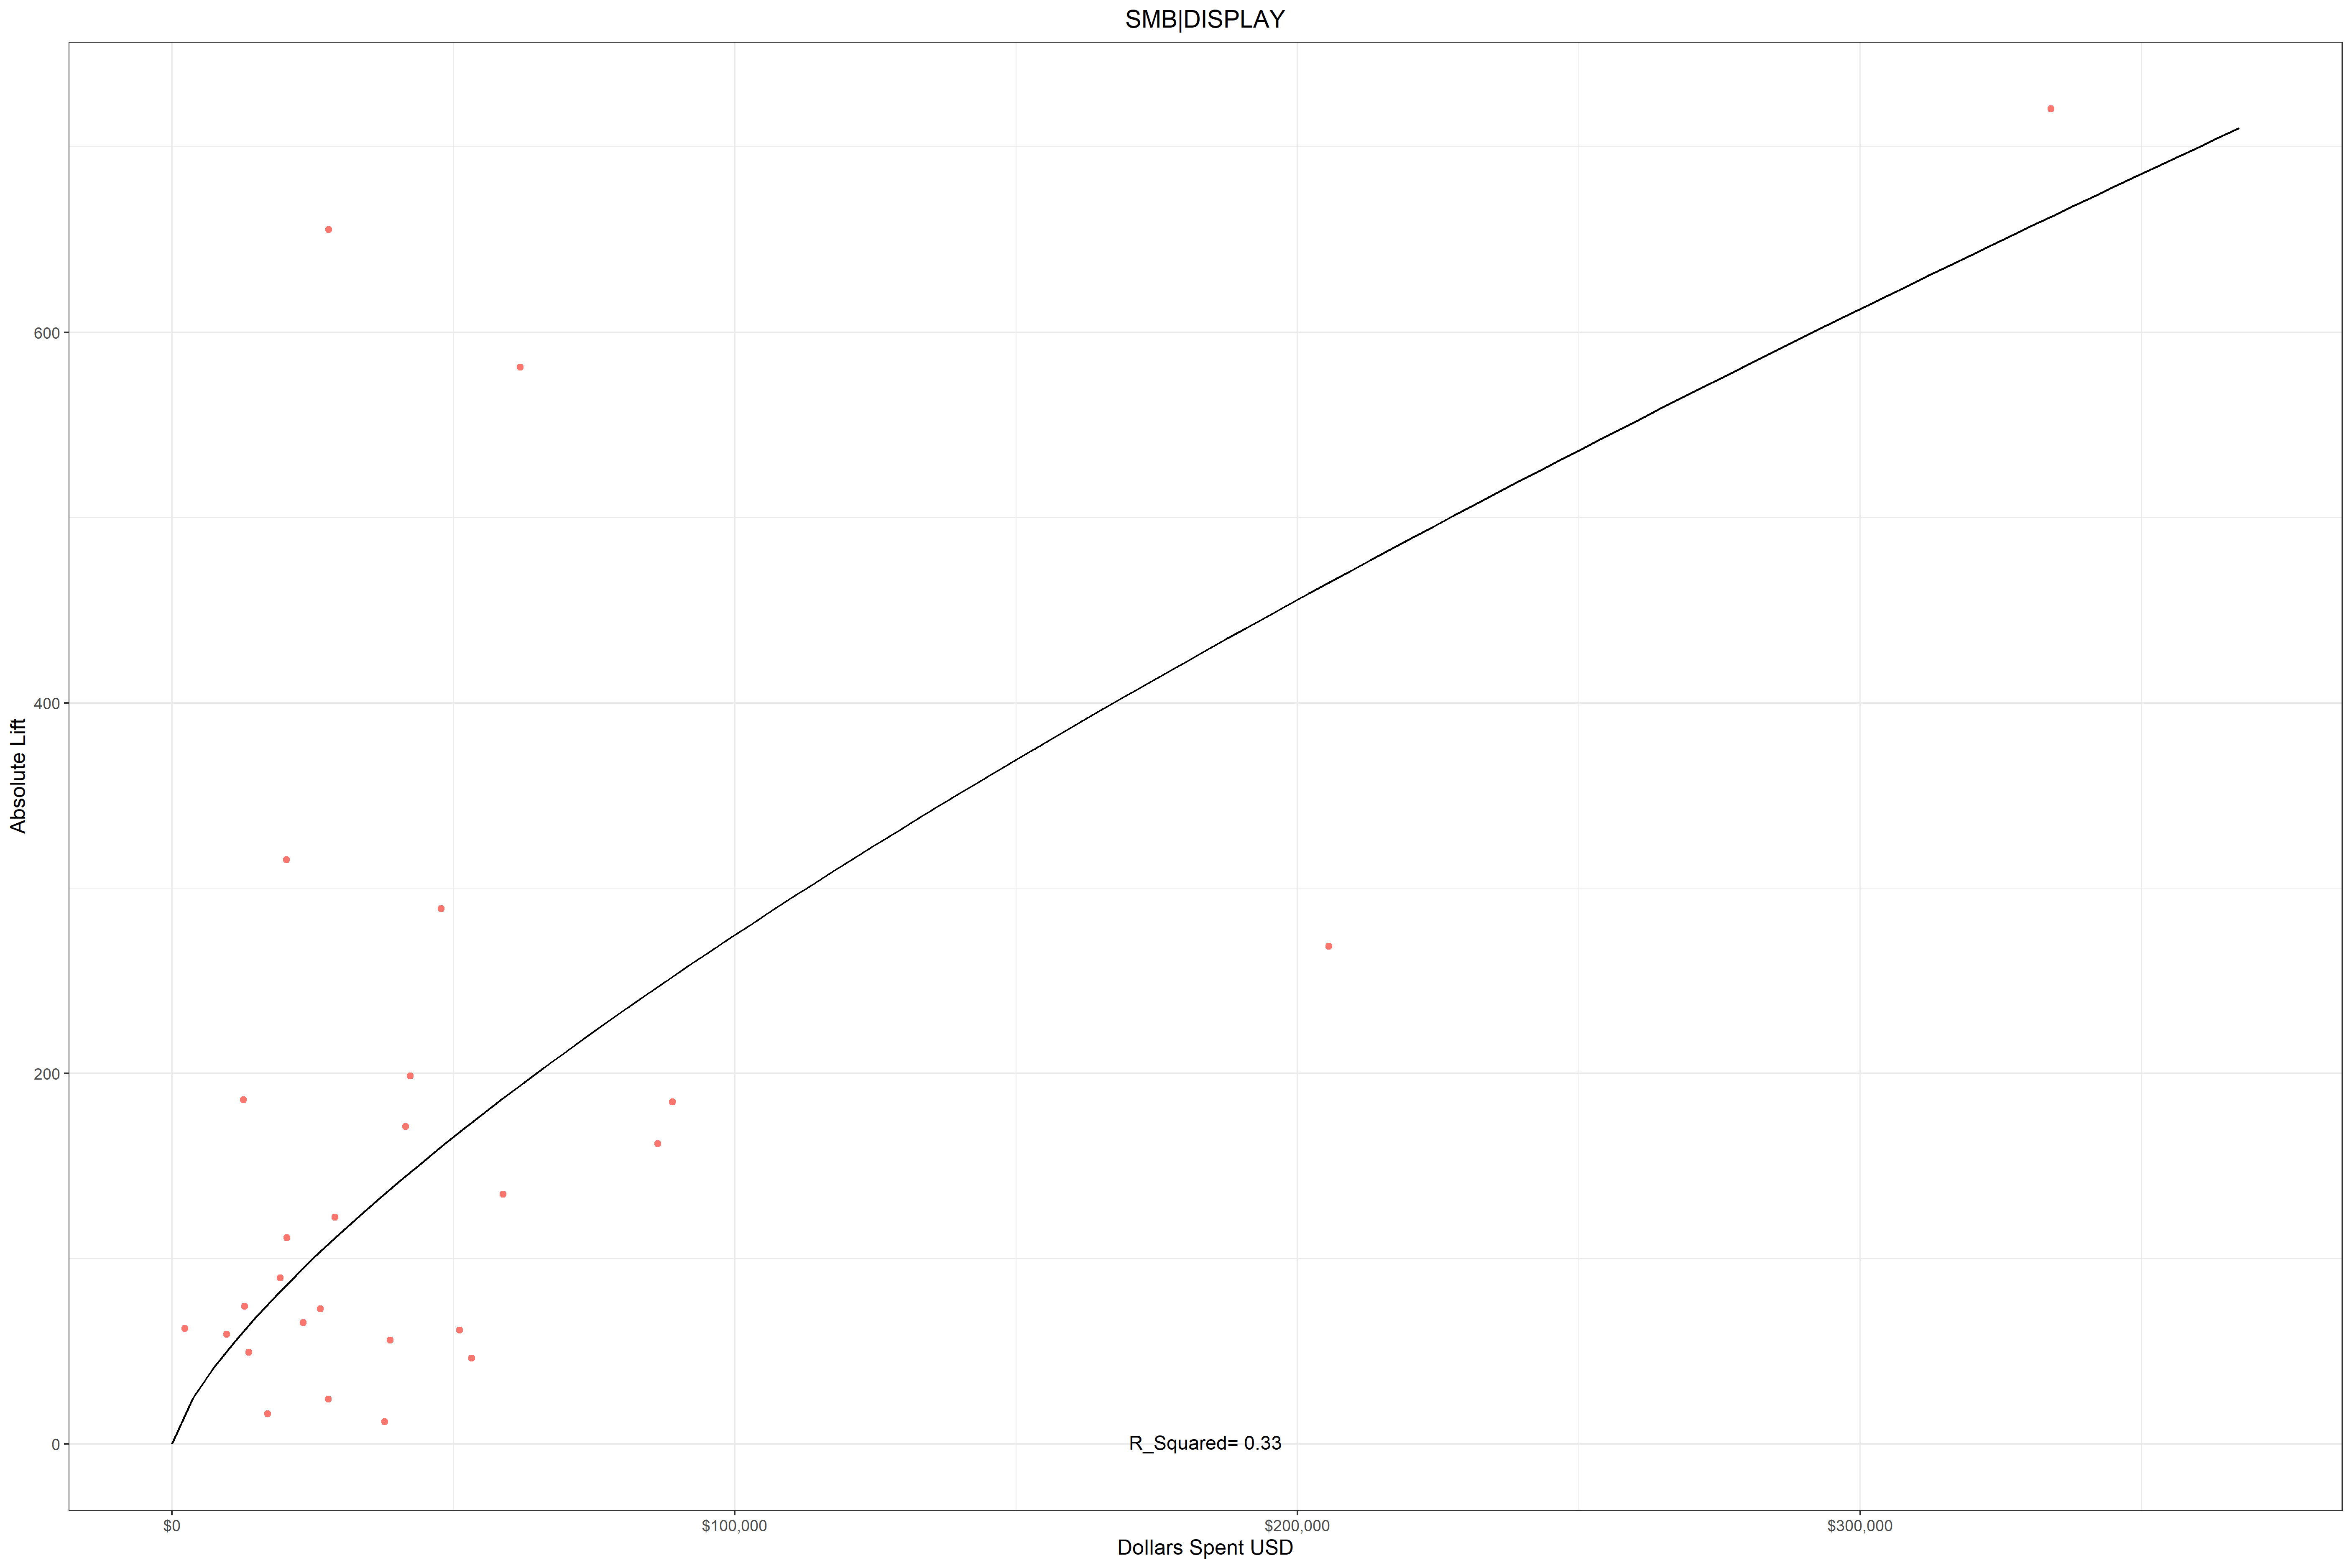 SMB|DISPLAY
Absolute Lift
600
400
200
0
R_Squared= 0.33
$0
$100,000
$200,000
$300,000
Dollars Spent USD